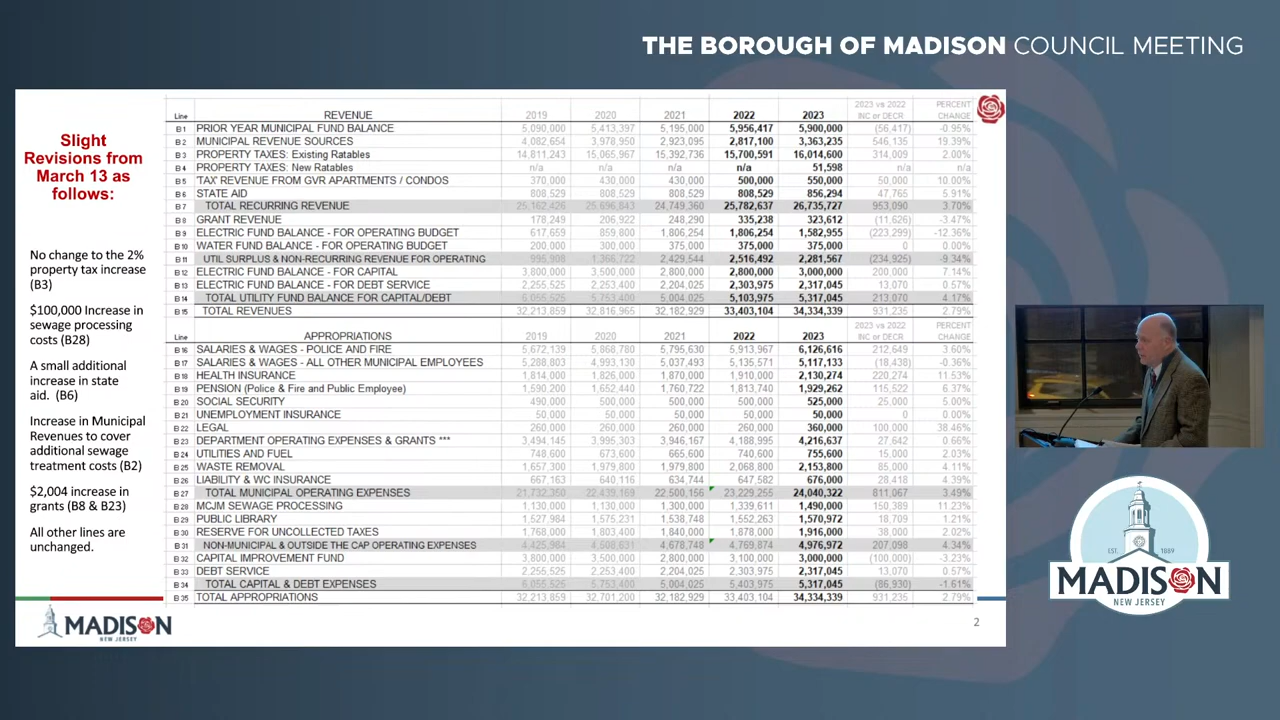 THE BOROUGH OF MADISON COUNCIL MEETING
Slight
Revisions from
March 13 as
follows:
No change to the 2%
property tax increase
(B3)
$100,000 Increase in
sewage processing
costs (B28)
A small additional
increase in state
aid. (B6)
Increase in Municipal
Revenues to cover
additional sewage
treatment costs (B2)
$2,004 increase in
grants (B8 & B23)
All other lines are
unchanged.
2023 vs 2022 PERCENT
Line REVENUE 2019 2020 2021 2022 2023 INC or DECR CHANGE
B1 PRIOR YEAR MUNICIPAL FUND BALANCE 5,090,000 5,413,397 5,195,000 5,956,417 5,900,000 (56,417) -0.95%
B2 MUNICIPAL REVENUE SOURCES 4,082,654 3,978,950 2,923,095 2,817,100 3,363,235 546,135 19.39%
B3 PROPERTY TAXES: Existing Ratables 14,811,243 15,065,967 15,392,736 15,700,591 16,014,600 314,009 2.00%
B4 PROPERTY TAXES: New Ratables n/a n/a n/a n/a 51,598 n/a n/a
B5 'TAX' REVENUE FROM GVR APARTMENTS / CONDOS 370,000 430,000 430,000 500,000 550,000 50,000 10.00%
B6 STATE AID 808,529 808,529 808,529 808,529 856,294 47,765 5.91%
B7 TOTAL RECURRING REVENUE 25,162,426 25,696,843 24,749,360 25,782,637 26,735,727 953,090 3.70%
B8 GRANT REVENUE 178,249 206,922 248,290 335,238 323,612 (11,626) -3.47%
B9 ELECTRIC FUND BALANCE - FOR OPERATING BUDGET 617,659 859,800 1,806,254 1,806,254 1,582,955 (223,299) -12.36%
B10 WATER FUND BALANCE - FOR OPERATING BUDGET 200,000 300,000 375,000 375,000 375,000 0 0.00%
B11 UTIL SURPLUS & NON-RECURRING REVENUE FOR OPERATING 995,908 1,366,722 2,429,544 2,516,492 2,281,567 (234,925) -9.34%
B12 ELECTRIC FUND BALANCE - FOR CAPITAL 3,800,000 3,500,000 2,800,000 2,800,000 3,000,000 200,000 7.14%
B13 ELECTRIC FUND BALANCE - FOR DEBT SERVICE 2,255,525 2,253,400 2,204,025 2,303,975 2,317,045 13,070 0.57%
B14 TOTAL UTILITY FUND BALANCE FOR CAPITAL/DEBT 6,055,525 5,753,400 5,004,025 5,103,975 5,317,045 213,070 4.17%
B15 TOTAL REVENUES 32,213,859 32,816,965 32,182,929 33,403,104 34,334,339 931,235 2.79%
2023 vs 2022 PERCENT
Line APPROPRIATIONS 2019 2020 2021 2022 2023 INC or DECR CHANGE
B16 SALARIES & WAGES - POLICE AND FIRE 5,672,139 5,868,780 5,795,630 5,913,967 6,126,616 212,649 3.60%
B17 SALARIES & WAGES - ALL OTHER MUNICIPAL EMPLOYEES 5,288,803 4,993,130 5,037,493 5,135,571 5,117,133 (18,438) -0.36%
B18 HEALTH INSURANCE 1,814,000 1,826,000 1,870,000 1,910,000 2,130,274 220,274 11.53%
B19 PENSION (Police & Fire and Public Employee) 1,590,200 1,652,440 1,760,722 1,813,740 1,929,262 115,522 6.37%
B20 SOCIAL SECURITY 490,000 500,000 500,000 500,000 525,000 25,000 5.00%
B21 UNEMPLOYMENT INSURANCE 50,000 50,000 50,000 50,000 50,000 0 0.00%
B22 LEGAL 260,000 260,000 260,000 260,000 360,000 100,000 38.46%
B23 DEPARTMENT OPERATING EXPENSES & GRANTS *** 3,494,145 3,995,303 3,946,167 4,188,995 4,216,637 27,642 0.66%
B24 UTILITIES AND FUEL 748,600 673,600 665,600 740,600 755,600 15,000 2.03%
B25 WASTE REMOVAL 1,657,300 1,979,800 1,979,800 2,068,800 2,153,800 85,000 4.11%
B26 LIABILITY & WC INSURANCE 667,163 640,116 634,744 647,582 676,000 28,418 4.39%
B27 TOTAL MUNICIPAL OPERATING EXPENSES 21,732,350 22,439,169 22,500,156 23,229,255 24,040,322 811,067 3.49%
B28 MCJM SEWAGE PROCESSING 1,130,000 1,130,000 1,300,000 1,339,611 1,490,000 150,389 11.23%
B29 PUBLIC LIBRARY 1,527,984 1,575,231 1,538,748 1,552,263 1,570,972 18,709 1.21%
B30 RESERVE FOR UNCOLLECTED TAXES 1,768,000 1,803,400 1,840,000 1,878,000 1,916,000 38,000 2.02%
B31 NON-MUNICIPAL & OUTSIDE THE CAP OPERATING EXPENSES 4,425,984 4,508,631 4,678,748 4,769,874 4,976,972 207,098 4.34%
B32 CAPITAL IMPROVEMENT FUND 3,800,000 3,500,000 2,800,000 3,100,000 3,000,000 (100,000) -3.23%
B33 DEBT SERVICE 2,255,525 2,253,400 2,204,025 2,303,975 2,317,045 13,070 0.57%
B34 TOTAL CAPITAL & DEBT EXPENSES 6,055,525 5,753,400 5,004,025 5,403,975 5,317,045 (86,930) -1.61%
B35 TOTAL APPROPRIATIONS 32,213,859 32,701,200 32,182,929 33,403,104 34,334,339 931,235 2.79%
MADISON
NEW JERSEY
2
EST. 1889
MADISON
NEW JERSEY